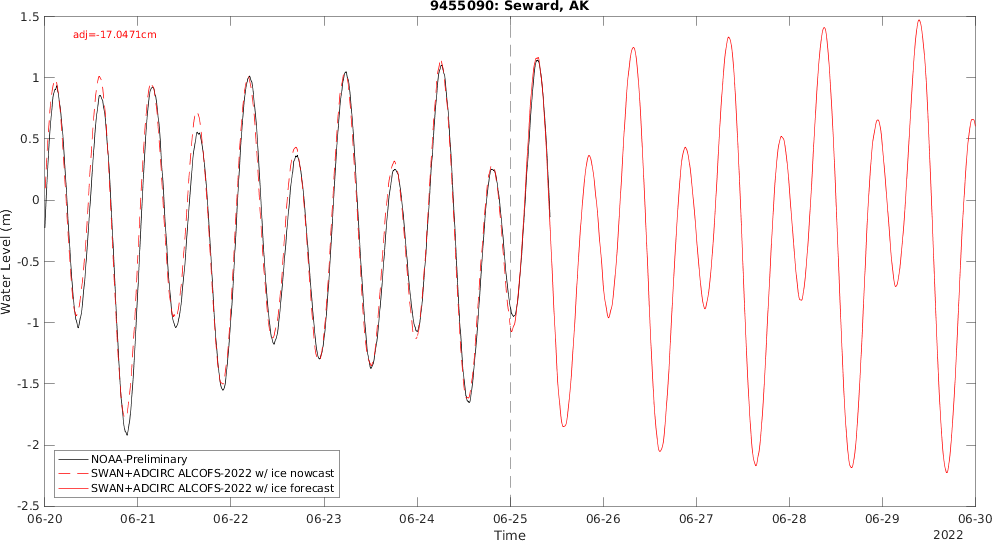 9455090: Seward, AK
adj=-17.0471cm
1.5
1
0.5
0
-0.5
-1
-1.5
-2
-2.5
Water Level (m)
NOAA-Preliminary
SWAN+ADCIRC ALCOFS-2022 w/ ice nowcast
SWAN+ADCIRC ALCOFS-2022 w/ ice forecast
06-20 06-21 06-22 06-23 06-24 06-25 06-26 06-27 06-28 06-29 06-30
Time
2022